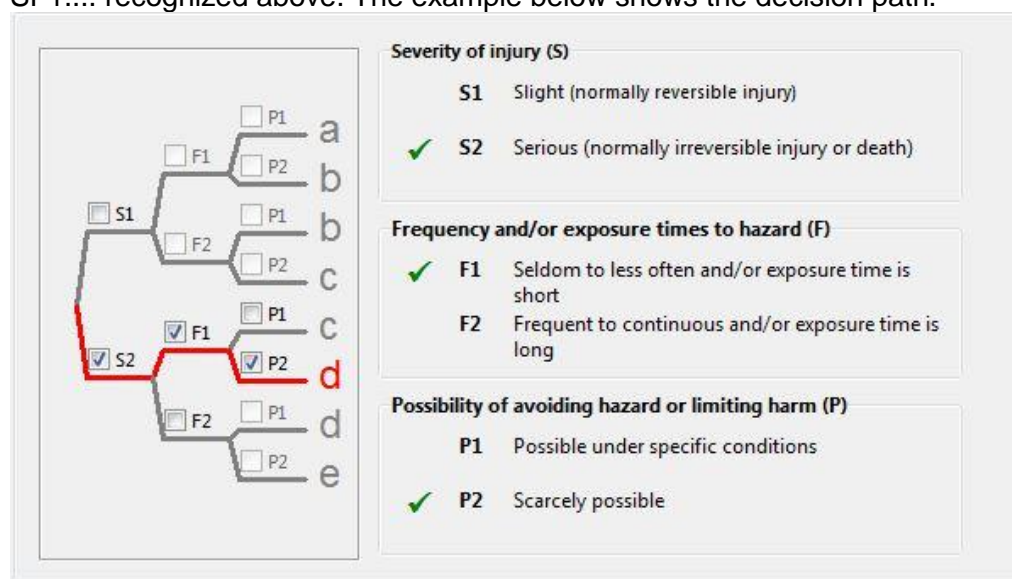 SF1.... recognized above. The example below shows the decision path.
P1
a
F1
P2
b
S1
P1
b
F2
P2
c
P1
c
F1
P2
d
S2
P1
d
F2
P2
e
Severity of injury (S)
S1 Slight (normally reversible injury)
S2 Serious (normally irreversible injury or death)
Frequency and/or exposure times to hazard (F)
F1 Seldom to less often and/or exposure time is
short
F2 Frequent to continuous and/or exposure time is
long
Possibility of avoiding hazard or limiting harm (P)
P1 Possible under specific conditions
P2 Scarcely possible